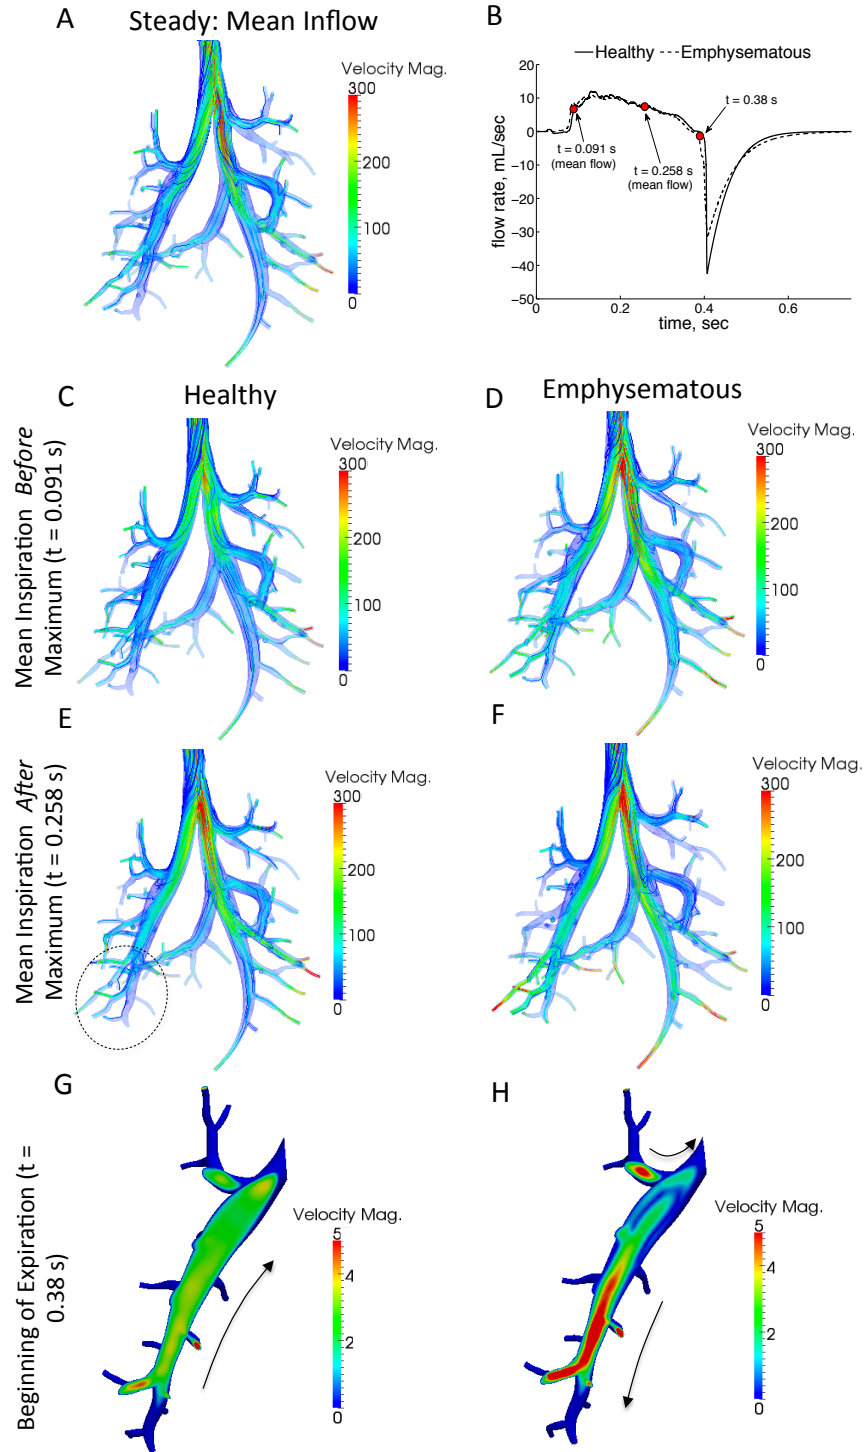 A
Steady: Mean Inflow
Velocity Mag.
300
200
100
0
B
Healthy
Emphysematous
20
10
0
−10
−20
−30
−40
−50
0
0.2
0.4
0.6
flow rate, mL/sec
time, sec
t = 0.091 s
(mean flow)
t = 0.258 s
(mean flow)
t = 0.38 s
C
Healthy
Mean Inspiration Before
Maximum (t = 0.091 s)
Velocity Mag.
300
200
100
0
D
Emphysematous
Velocity Mag.
300
200
100
0
E
Mean Inspiration After
Maximum (t = 0.258 s)
Velocity Mag.
300
200
100
0
F
Velocity Mag.
300
200
100
0
G
Beginning of Expiration (t =
0.38 s)
Velocity Mag.
5
4
2
0
H
Velocity Mag.
5
4
2
0